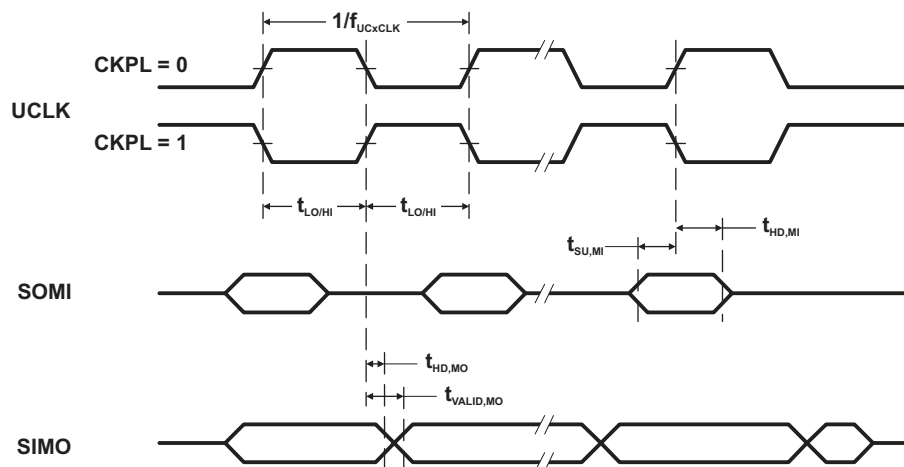 1/fUCxCLK
CKPL = 0
UCLK
CKPL = 1
tLO/HI tLO/HI
tSU,MI tHD,MI
SOMI
tHD,MO
tVALID,MO
SIMO